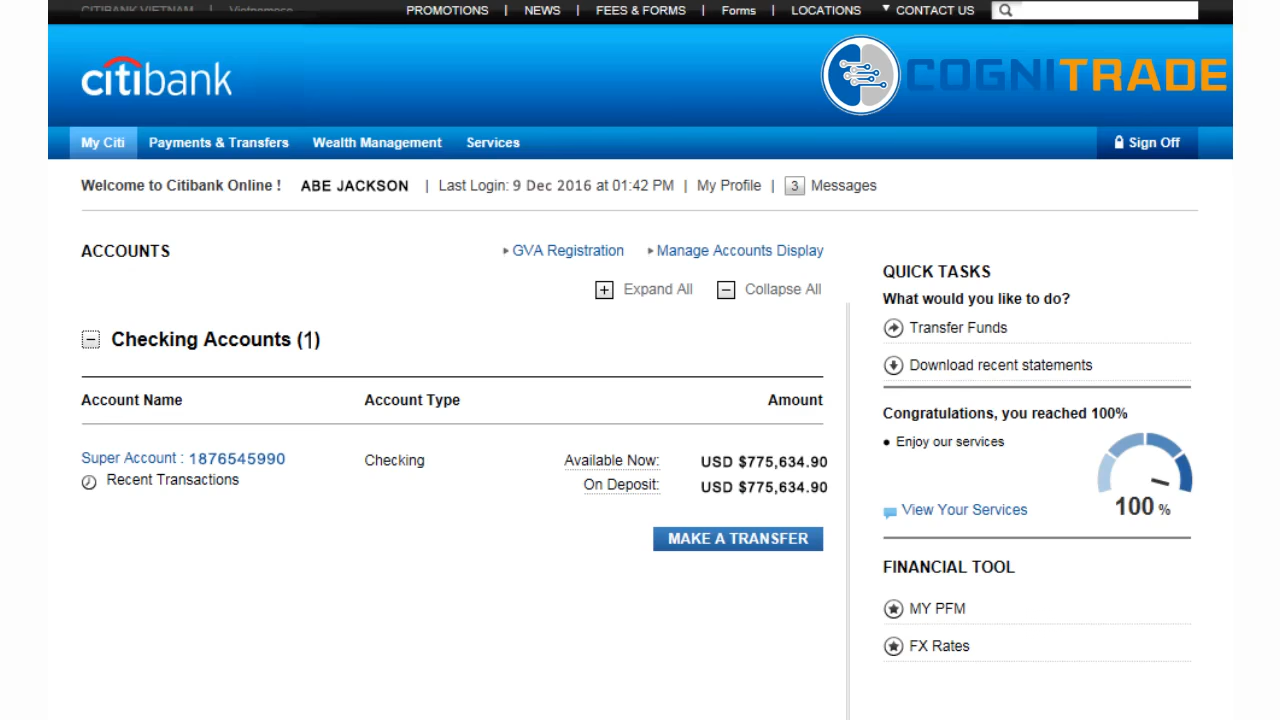 CITIBANK VIETNAM | Vietnamese
PROMOTIONS | NEWS | FEES & FORMS | Forms | LOCATIONS CONTACT US
citibank
COGNITRADE
My Citi Payments & Transfers Wealth Management Services Sign Off
Welcome to Citibank Online ! ABE JACKSON | Last Login: 9 Dec 2016 at 01:42 PM | My Profile | 3 Messages
ACCOUNTS
GVA Registration Manage Accounts Display
Expand All Collapse All
Checking Accounts (1)
Account Name Account Type Amount
Super Account : 1876545990 Checking Available Now: USD $775,634.90
Recent Transactions On Deposit: USD $775,634.90
MAKE A TRANSFER
QUICK TASKS
What would you like to do?
Transfer Funds
Download recent statements
Congratulations, you reached 100%
Enjoy our services
100 %
View Your Services
FINANCIAL TOOL
MY PFM
FX Rates